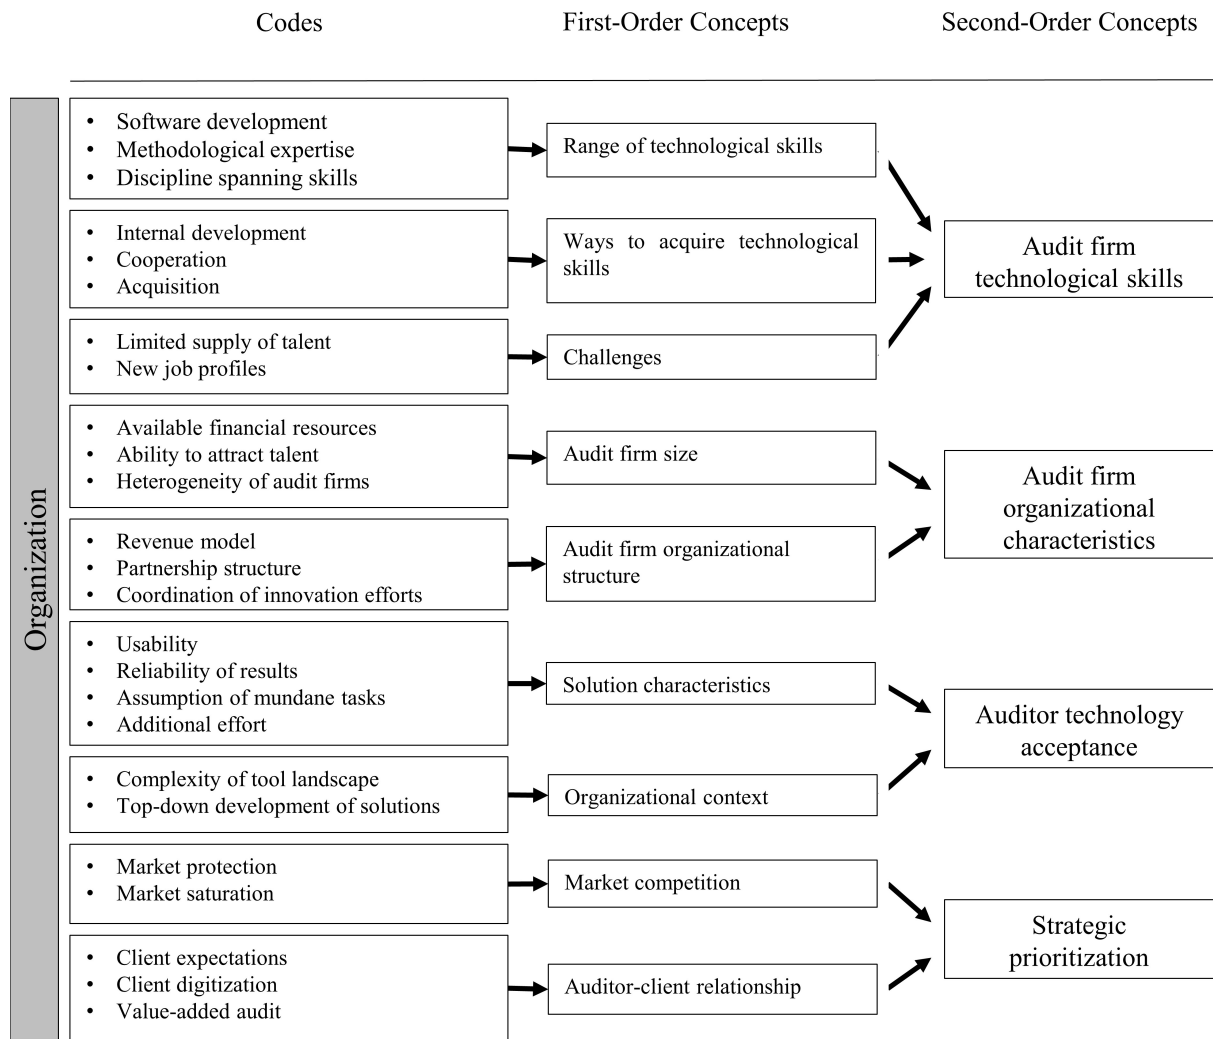 Codes
First-Order Concepts
Second-Order Concepts
Organization
• Software development
• Methodological expertise
• Discipline spanning skills
Range of technological skills
• Internal development
• Cooperation
• Acquisition
Ways to acquire technological
skills
• Limited supply of talent
• New job profiles
Challenges
Audit firm
technological skills
• Available financial resources
• Ability to attract talent
• Heterogeneity of audit firms
Audit firm size
• Revenue model
• Partnership structure
• Coordination of innovation efforts
Audit firm organizational
structure
Audit firm
organizational
characteristics
• Usability
• Reliability of results
• Assumption of mundane tasks
• Additional effort
Solution characteristics
• Complexity of tool landscape
• Top-down development of solutions
Organizational context
Auditor technology
acceptance
• Market protection
• Market saturation
Market competition
• Client expectations
• Client digitization
• Value-added audit
Auditor-client relationship
Strategic
prioritization